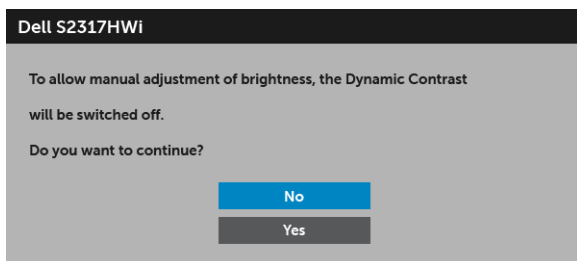 Dell S2317HWi
To allow manual adjustment of brightness, the Dynamic Contrast
will be switched off.
Do you want to continue?
No
Yes